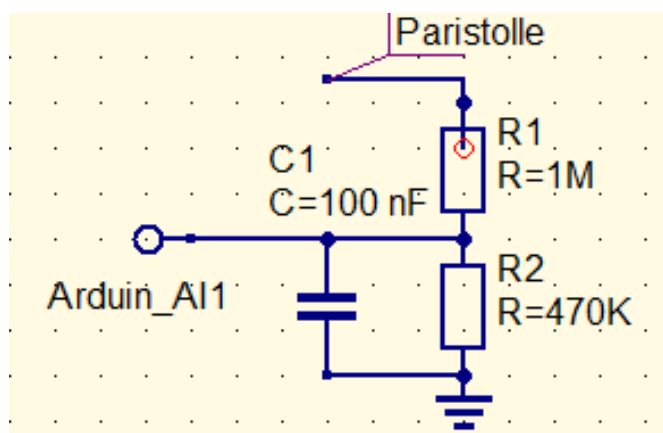 Paristolle
R1
R=1M
C1
C=100 nF
Arduin_AI1
R2
R=470K